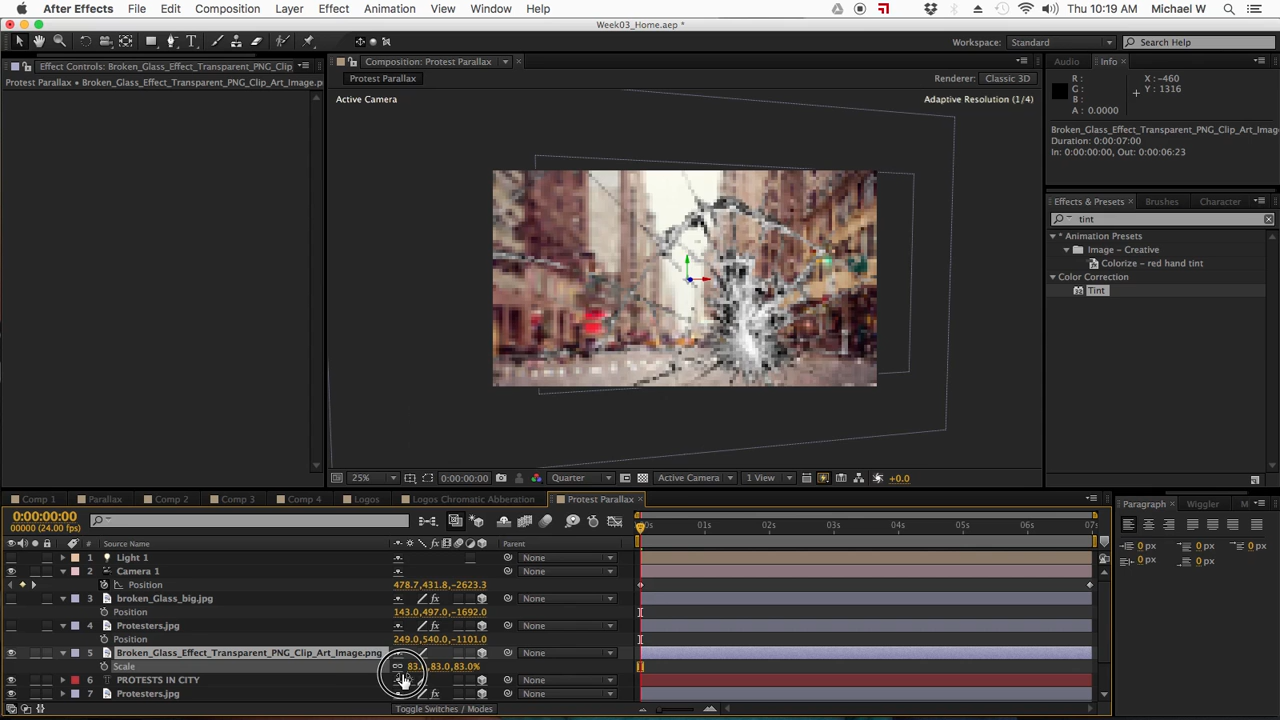 After Effects File Edit Composition Layer Effect Animation View Window Help Thu 10:19 AM Michael W
Week03_Home.aep *
Workspace: Standard Search Help
Effect Controls: Broken_Glass_Effect_Transparent_PNG_Clip
Composition: Protest Parallax
Audio Info
Protest Parallax • Broken_Glass_Effect_Transparent_PNG_Clip_Art_Image.p
Protest Parallax
Renderer: Classic 3D
R: X: -460
G: Y: 1316
B:
A: 0.0000
Active Camera
Adaptive Resolution (1/4)
Broken_Glass_Effect_Transparent_PNG_Clip_Art_Image
Duration: 0:00:07:00
In: 0:00:00:00, Out: 0:00:06:23
Effects & Presets Brushes Character
tint
* Animation Presets
Image - Creative
Colorize - red hand tint
Color Correction
Tint
25% 0:00:00:00 Quarter Active Camera 1 View +0.0
Comp 1 Parallax Comp 2 Comp 3 Comp 4 Logos Logos Chromatic Abberation Protest Parallax
Paragraph Wiggler M
0:00:00:00
00000 (24.00 fps)
:00s 01s 02s 03s 04s 05s 06s 07s
# Source Name Parent
1 Light 1 None
2 Camera 1 None
Position 478.7,431.8,-2623.3
3 broken_Glass_big.jpg None
Position 143.0,497.0,-1692.0
4 Protesters.jpg None
Position 249.0,540.0,-1101.0
5 Broken_Glass_Effect_Transparent_PNG_Clip_Art_Image.png None
Scale 83.0,83.0,83.0%
6 T PROTESTS IN CITY None
7 Protesters.jpg None
Toggle Switches / Modes
0 px 0 px 0 px
0 px 0 px